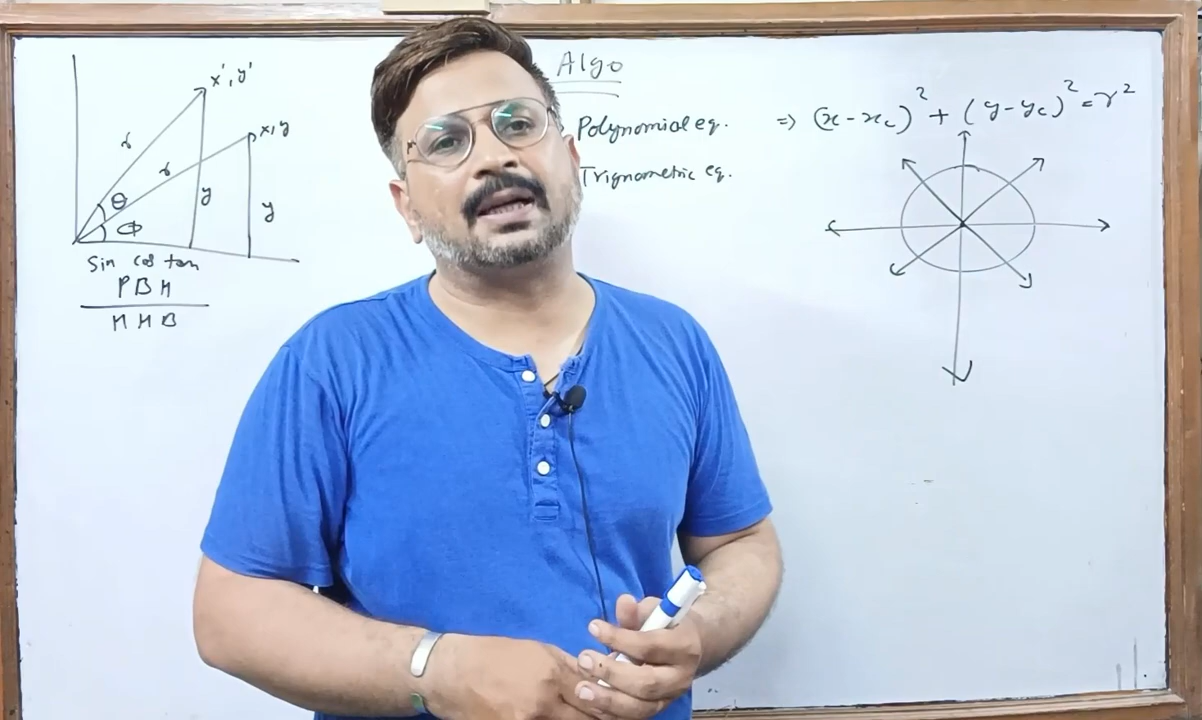 x', y'
x, y
r
r
θ
y
y
Φ
Sin Cos tan
P B H
H H B
Algo
Polynomial eq.
Trignometric eq.
=> (x - xc)² + (y - yc)² = r²